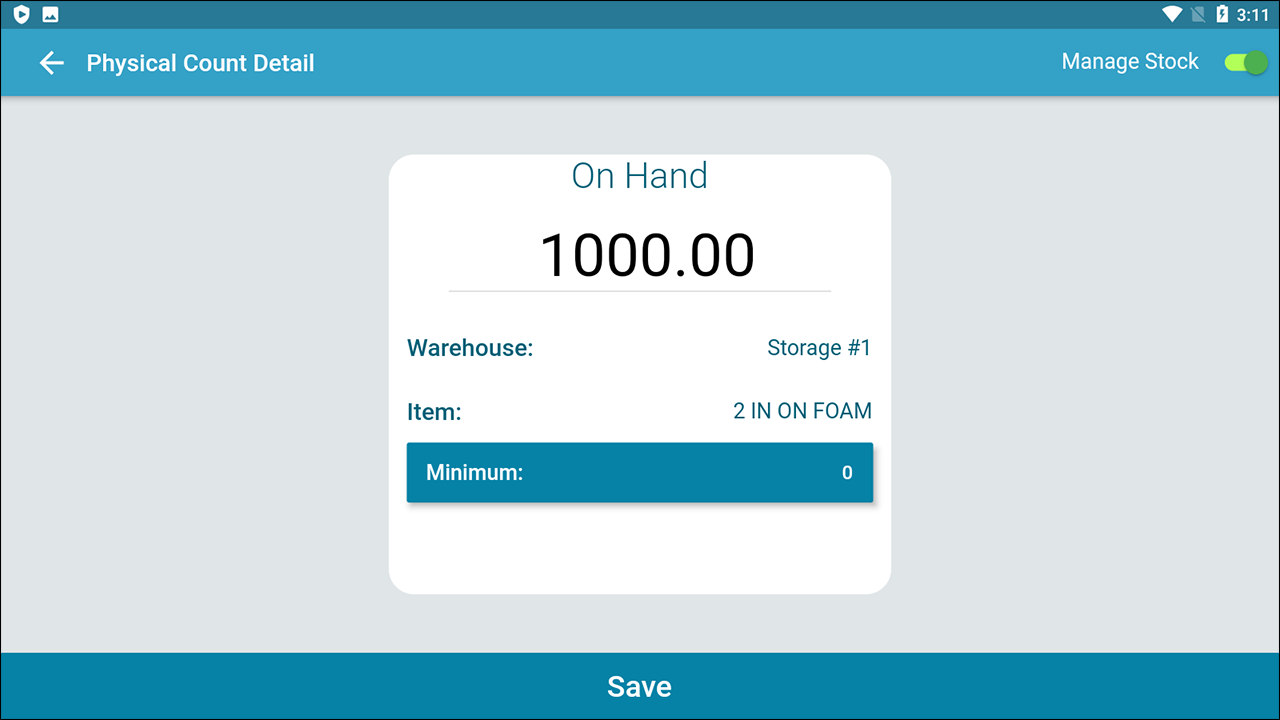 3:11
Physical Count Detail
Manage Stock
On Hand
1000.00
Warehouse: Storage #1
Item: 2 IN ON FOAM
Minimum: 0
Save